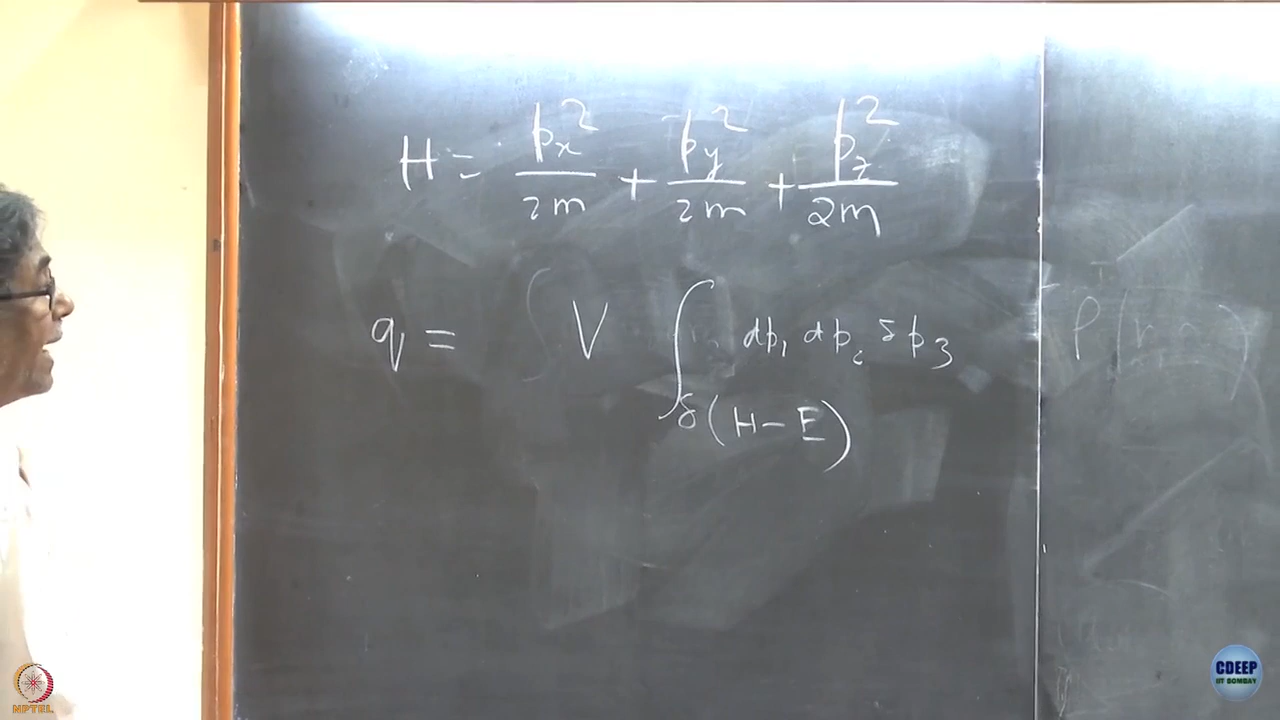 H = px²/2m + py²/2m + pz²/2m
q = V ∫ dp₁ dp₂ δp₃
δ(H − E)
NPTEL
CDEEP
IIT BOMBAY